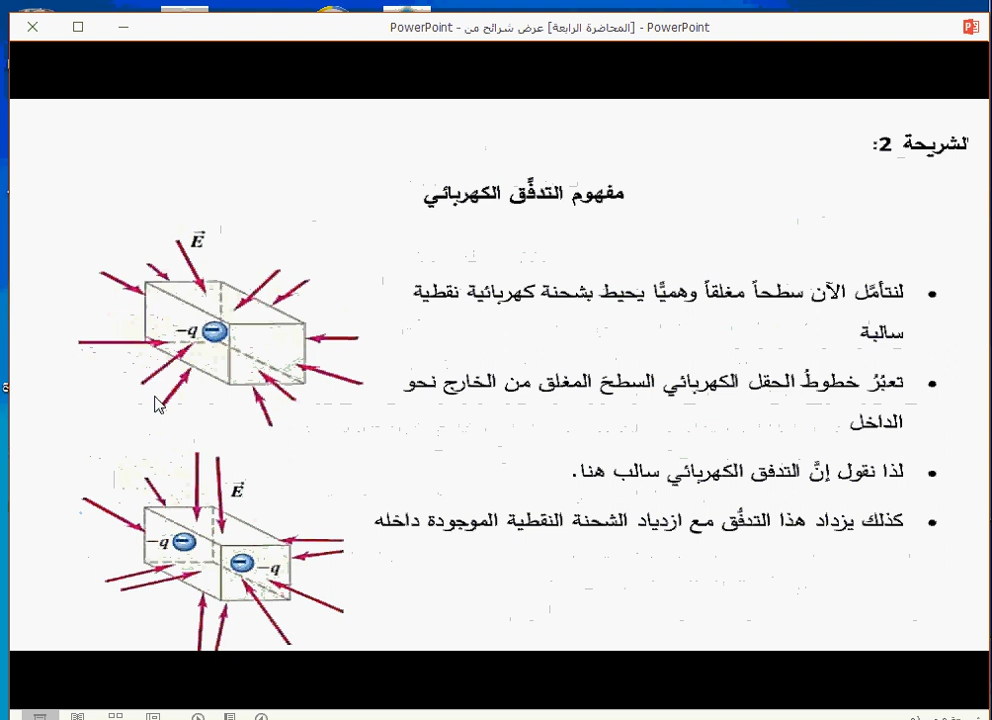 PowerPoint - [المحاضرة الرابعة] عرض شرائح من - PowerPoint
الشريحة 2:
مفهوم التدفُّق الكهربائي
E
لنتأمَّل الآن سطحاً مغلقاً وهميًّا يحيط بشحنة كهربائية نقطية
سالبة
−q
تعبُرُ خطوطُ الحقل الكهربائي السطحَ المغلق من الخارج نحو
الداخل
لذا نقول إنَّ التدفق الكهربائي سالب هنا.
E
كذلك يزداد هذا التدفُّق مع ازدياد الشحنة النقطية الموجودة داخله
−q
−q